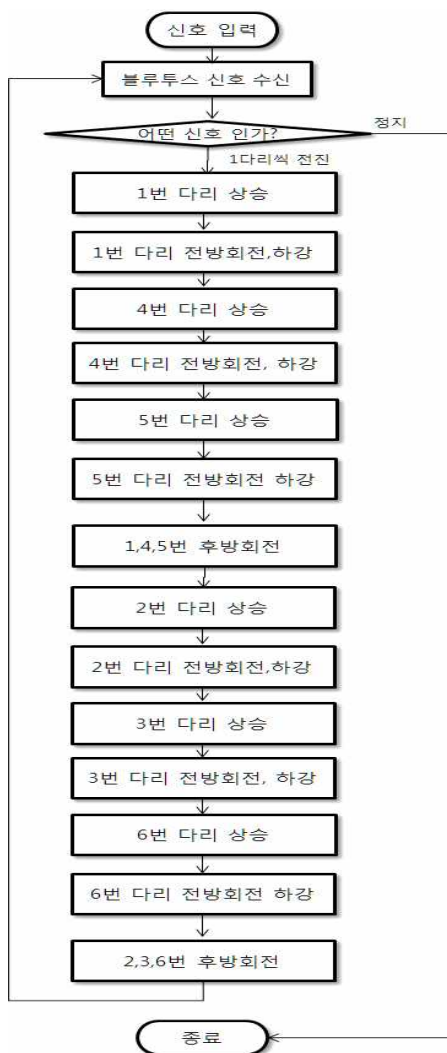 신호 입력
블루투스 신호 수신
어떤 신호 인가?
정지
1다리씩 전진
1번 다리 상승
1번 다리 전방회전,하강
4번 다리 상승
4번 다리 전방회전, 하강
5번 다리 상승
5번 다리 전방회전 하강
1,4,5번 후방회전
2번 다리 상승
2번 다리 전방회전,하강
3번 다리 상승
3번 다리 전방회전, 하강
6번 다리 상승
6번 다리 전방회전 하강
2,3,6번 후방회전
종료